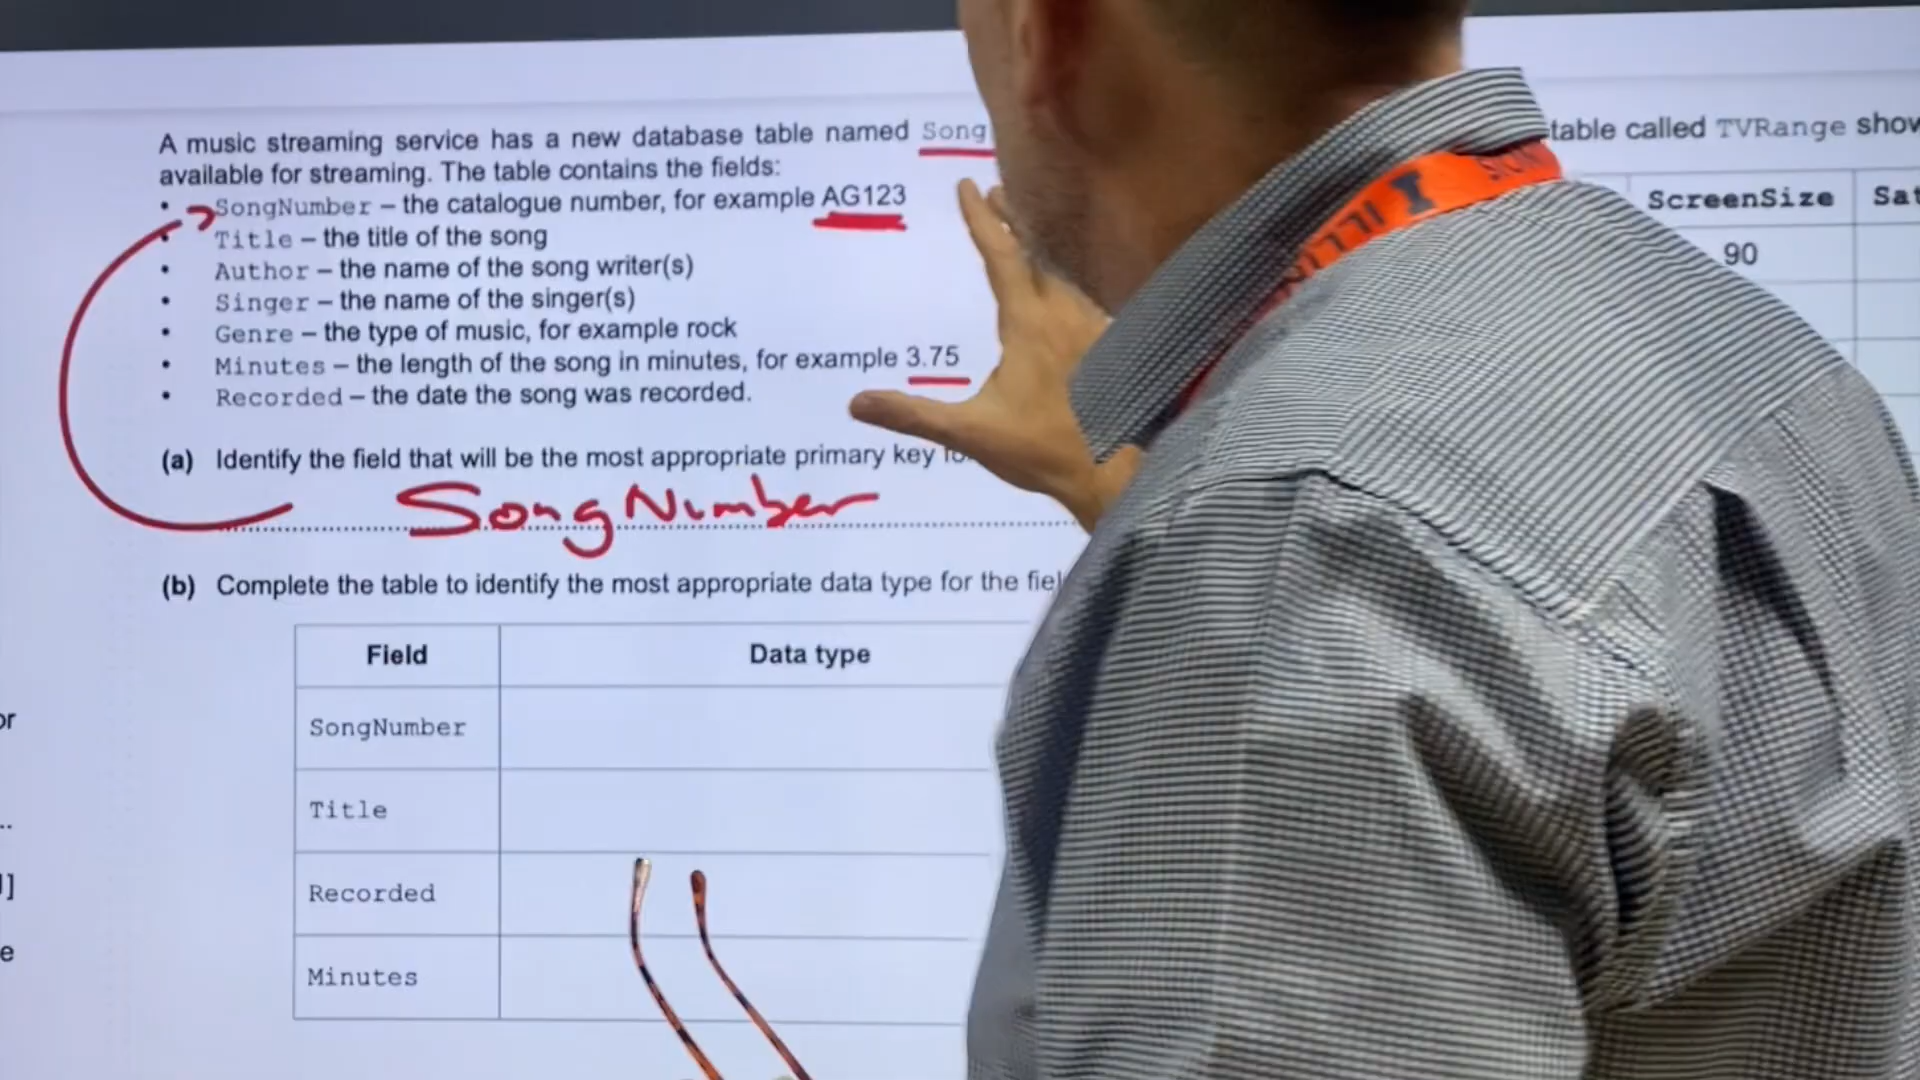 A music streaming service has a new database table named Song
available for streaming. The table contains the fields:
• SongNumber – the catalogue number, for example AG123
• Title – the title of the song
• Author – the name of the song writer(s)
• Singer – the name of the singer(s)
• Genre – the type of music, for example rock
• Minutes – the length of the song in minutes, for example 3.75
• Recorded – the date the song was recorded.
(a) Identify the field that will be the most appropriate primary key
SongNumber
(b) Complete the table to identify the most appropriate data type for the
Field Data type
SongNumber
Title
Recorded
Minutes
table called TVRange
ScreenSize
90